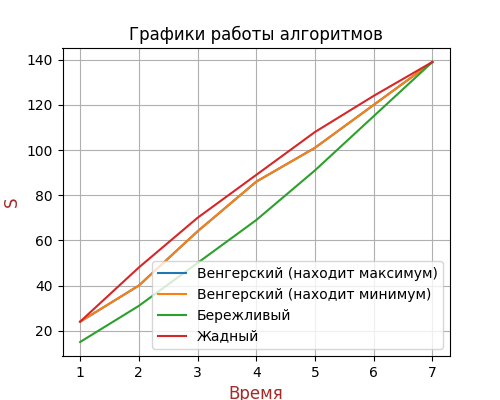 Графики работы алгоритмов
140
120
100
80
60
40
20
S
Венгерский (находит максимум)
Венгерский (находит минимум)
Бережливый
Жадный
1 2 3 4 5 6 7
Время